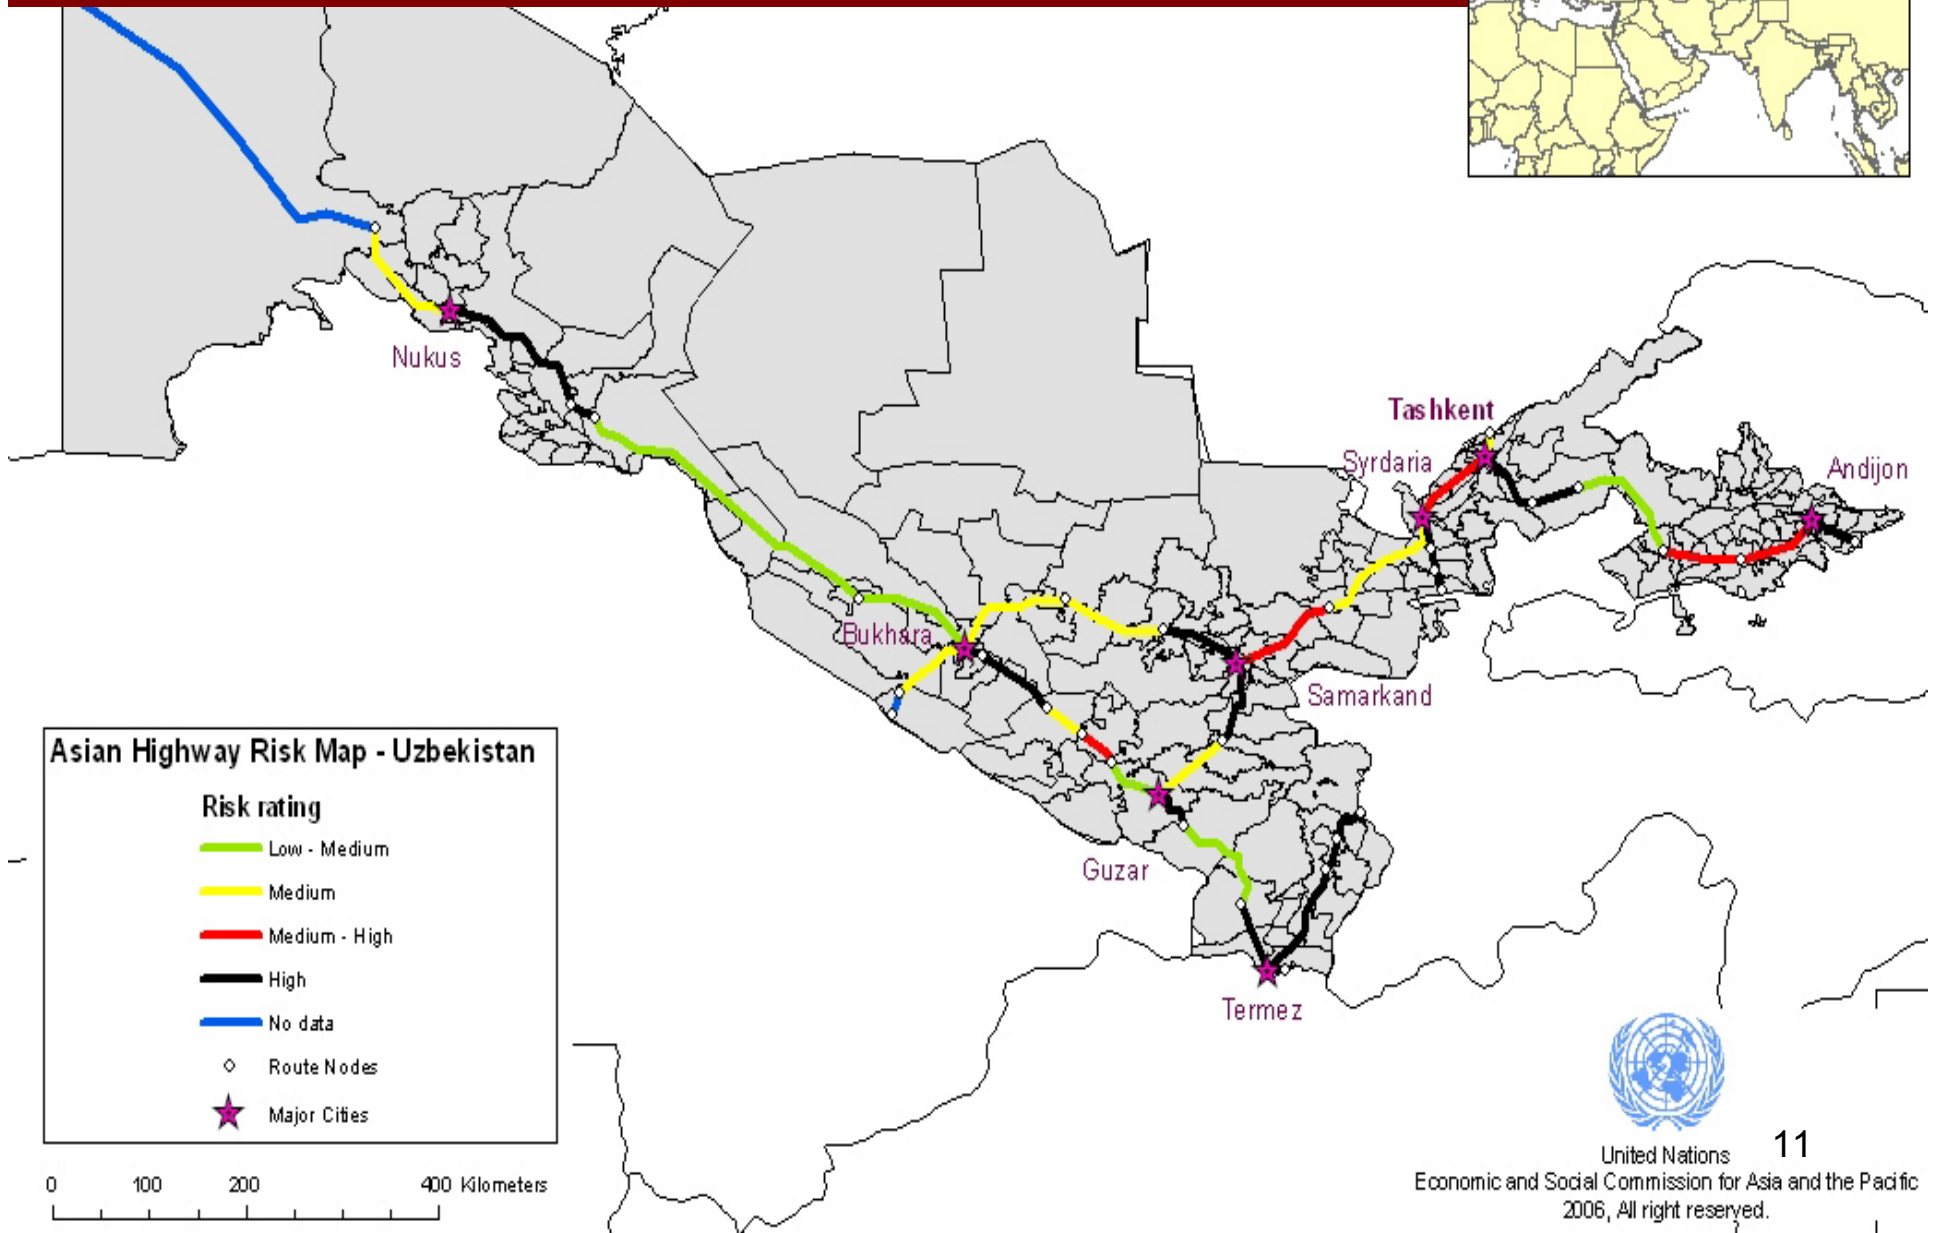 Nukus
Tashkent
Syrdaria
Andijon
Bukhara
Samarkand
Guzar
Termez
Asian Highway Risk Map - Uzbekistan
Risk rating
Low - Medium
Medium
Medium - High
High
No data
Route Nodes
Major Cities
0 100 200 400 Kilometers
11
United Nations
Economic and Social Commission for Asia and the Pacific
2006, All right reserved.